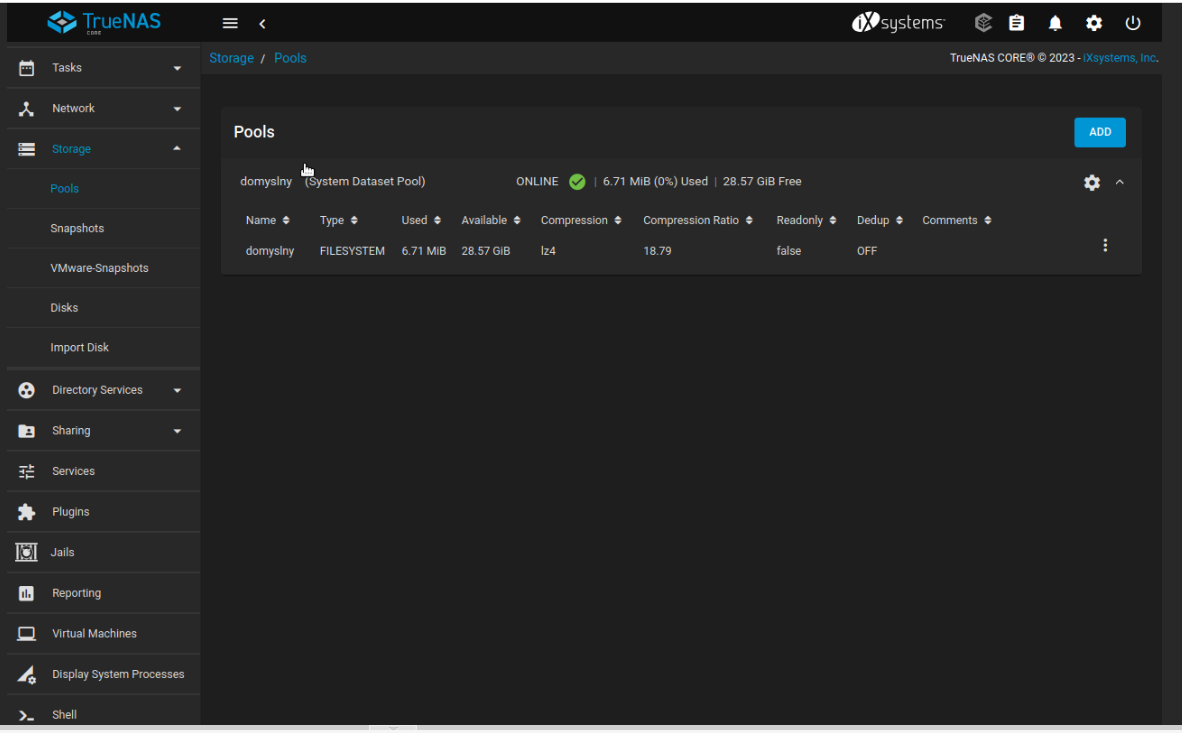 TrueNAS
CORE
iXsystems
Storage / Pools
TrueNAS CORE® © 2023 - iXsystems, Inc.
Tasks
Network
Storage
Pools
Snapshots
VMware-Snapshots
Disks
Import Disk
Directory Services
Sharing
Services
Plugins
Jails
Reporting
Virtual Machines
Display System Processes
Shell
Pools
ADD
domyslny (System Dataset Pool) ONLINE | 6.71 MiB (0%) Used | 28.57 GiB Free
Name Type Used Available Compression Compression Ratio Readonly Dedup Comments
domyslny FILESYSTEM 6.71 MiB 28.57 GiB lz4 18.79 false OFF